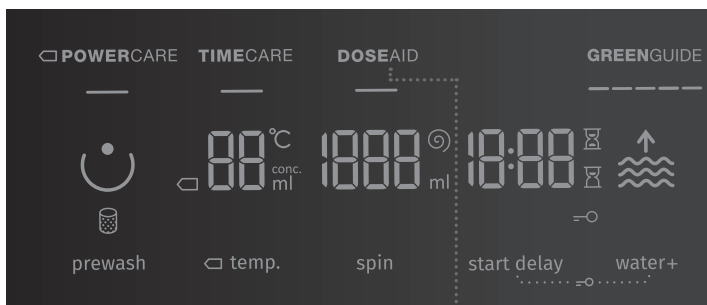 POWERCARE TIMECARE DOSEAID GREENGUIDE
88 °C 1888 18:88
conc.
ml ml
prewash temp. spin start delay water+